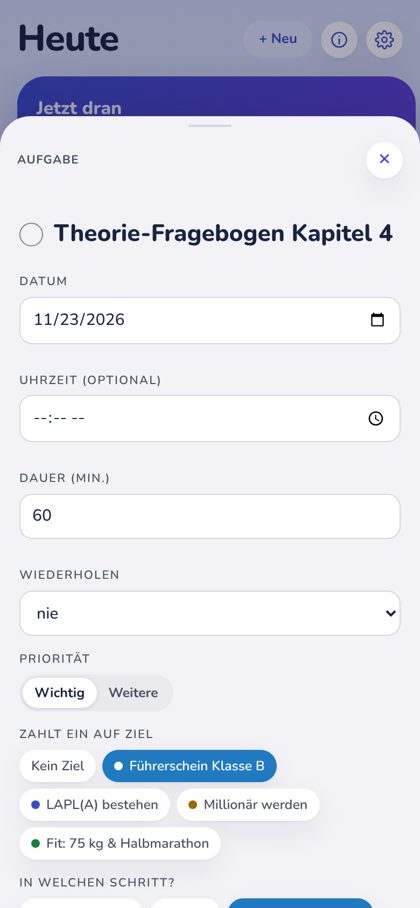 Heute
+ Neu
Jetzt dran
AUFGABE
Theorie-Fragebogen Kapitel 4
DATUM
11/23/2026
UHRZEIT (OPTIONAL)
--:-- --
DAUER (MIN.)
60
WIEDERHOLEN
nie
PRIORITÄT
Wichtig Weitere
ZAHLT EIN AUF ZIEL
Kein Ziel Führerschein Klasse B
LAPL(A) bestehen Millionär werden
Fit: 75 kg & Halbmarathon
IN WELCHEN SCHRITT?